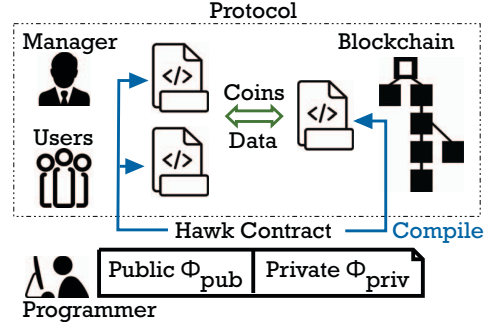 Protocol
Manager
Blockchain
</>
</>
Coins
Data
Users
</>
Hawk Contract
Compile
Public Φpub
Private Φpriv
Programmer